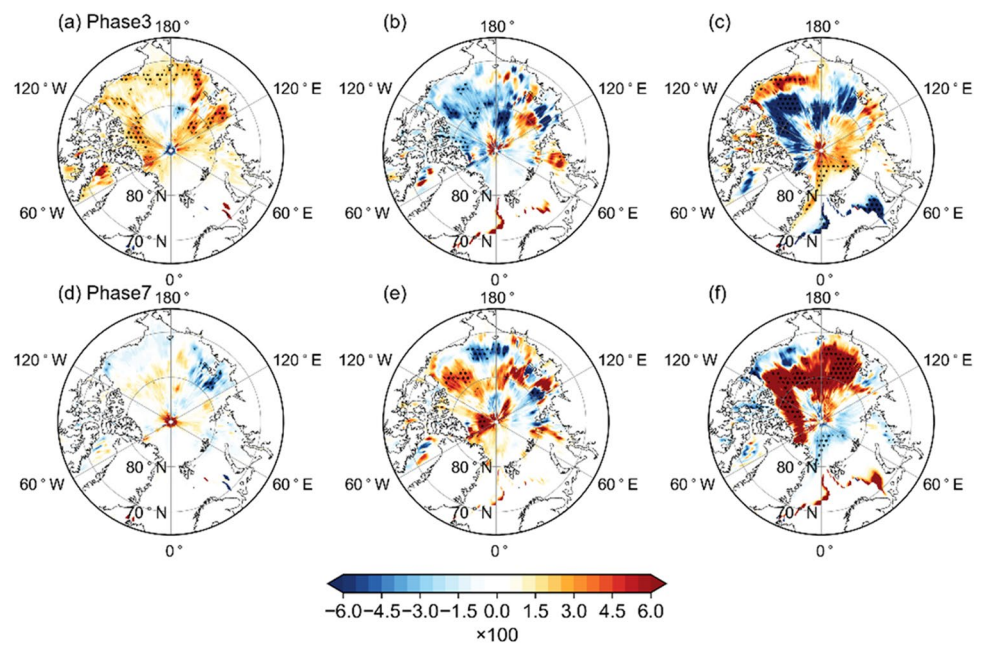 (a) Phase3 180° (b) 180° (c) 180°
120°W 120°E 120°W 120°E 120°W 120°E
80°N 80°N 80°N
60°W 60°E 60°W 60°E 60°W 60°E
70°N 70°N 70°N
0° 0° 0°
(d) Phase7 180° (e) 180° (f) 180°
120°W 120°E 120°W 120°E 120°W 120°E
80°N 80°N 80°N
60°W 60°E 60°W 60°E 60°W 60°E
70°N 70°N 70°N
0° 0° 0°
−6.0 −4.5 −3.0 −1.5 0.0 1.5 3.0 4.5 6.0
×100